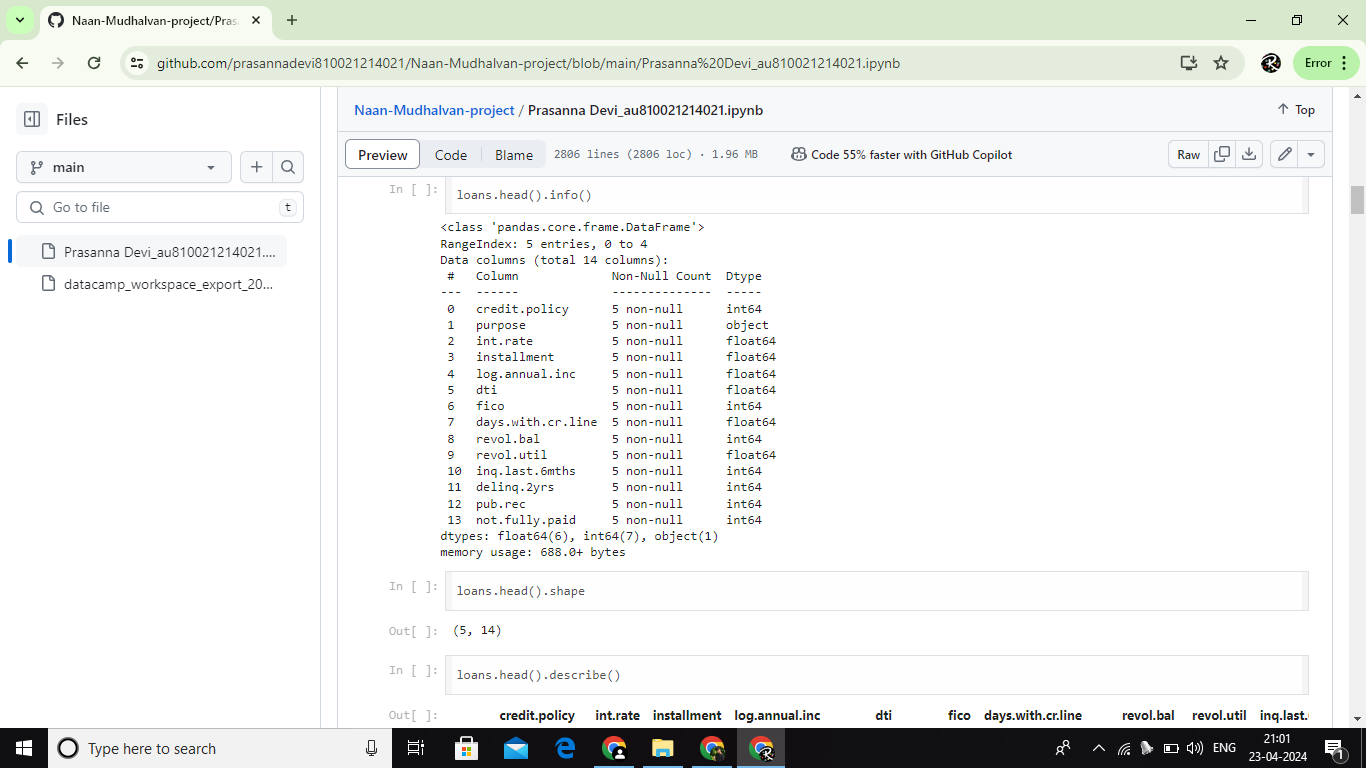 Naan-Mudhalvan-project/Pras
github.com/prasannadevi810021214021/Naan-Mudhalvan-project/blob/main/Prasanna%20Devi_au810021214021.ipynb
Error
Files
main
Go to file
t
Prasanna Devi_au810021214021....
datacamp_workspace_export_20...
Naan-Mudhalvan-project / Prasanna Devi_au810021214021.ipynb
Top
Preview Code Blame 2806 lines (2806 loc) · 1.96 MB Code 55% faster with GitHub Copilot Raw
In [ ]: loans.head().info()
<class 'pandas.core.frame.DataFrame'>
RangeIndex: 5 entries, 0 to 4
Data columns (total 14 columns):
# Column Non-Null Count Dtype
--- ------ -------------- -----
0 credit.policy 5 non-null int64
1 purpose 5 non-null object
2 int.rate 5 non-null float64
3 installment 5 non-null float64
4 log.annual.inc 5 non-null float64
5 dti 5 non-null float64
6 fico 5 non-null int64
7 days.with.cr.line 5 non-null float64
8 revol.bal 5 non-null int64
9 revol.util 5 non-null float64
10 inq.last.6mths 5 non-null int64
11 delinq.2yrs 5 non-null int64
12 pub.rec 5 non-null int64
13 not.fully.paid 5 non-null int64
dtypes: float64(6), int64(7), object(1)
memory usage: 688.0+ bytes
In [ ]: loans.head().shape
Out[ ]: (5, 14)
In [ ]: loans.head().describe()
Out[ ]: credit.policy int.rate installment log.annual.inc dti fico days.with.cr.line revol.bal revol.util inq.last.
Type here to search
ENG
21:01
23-04-2024
1